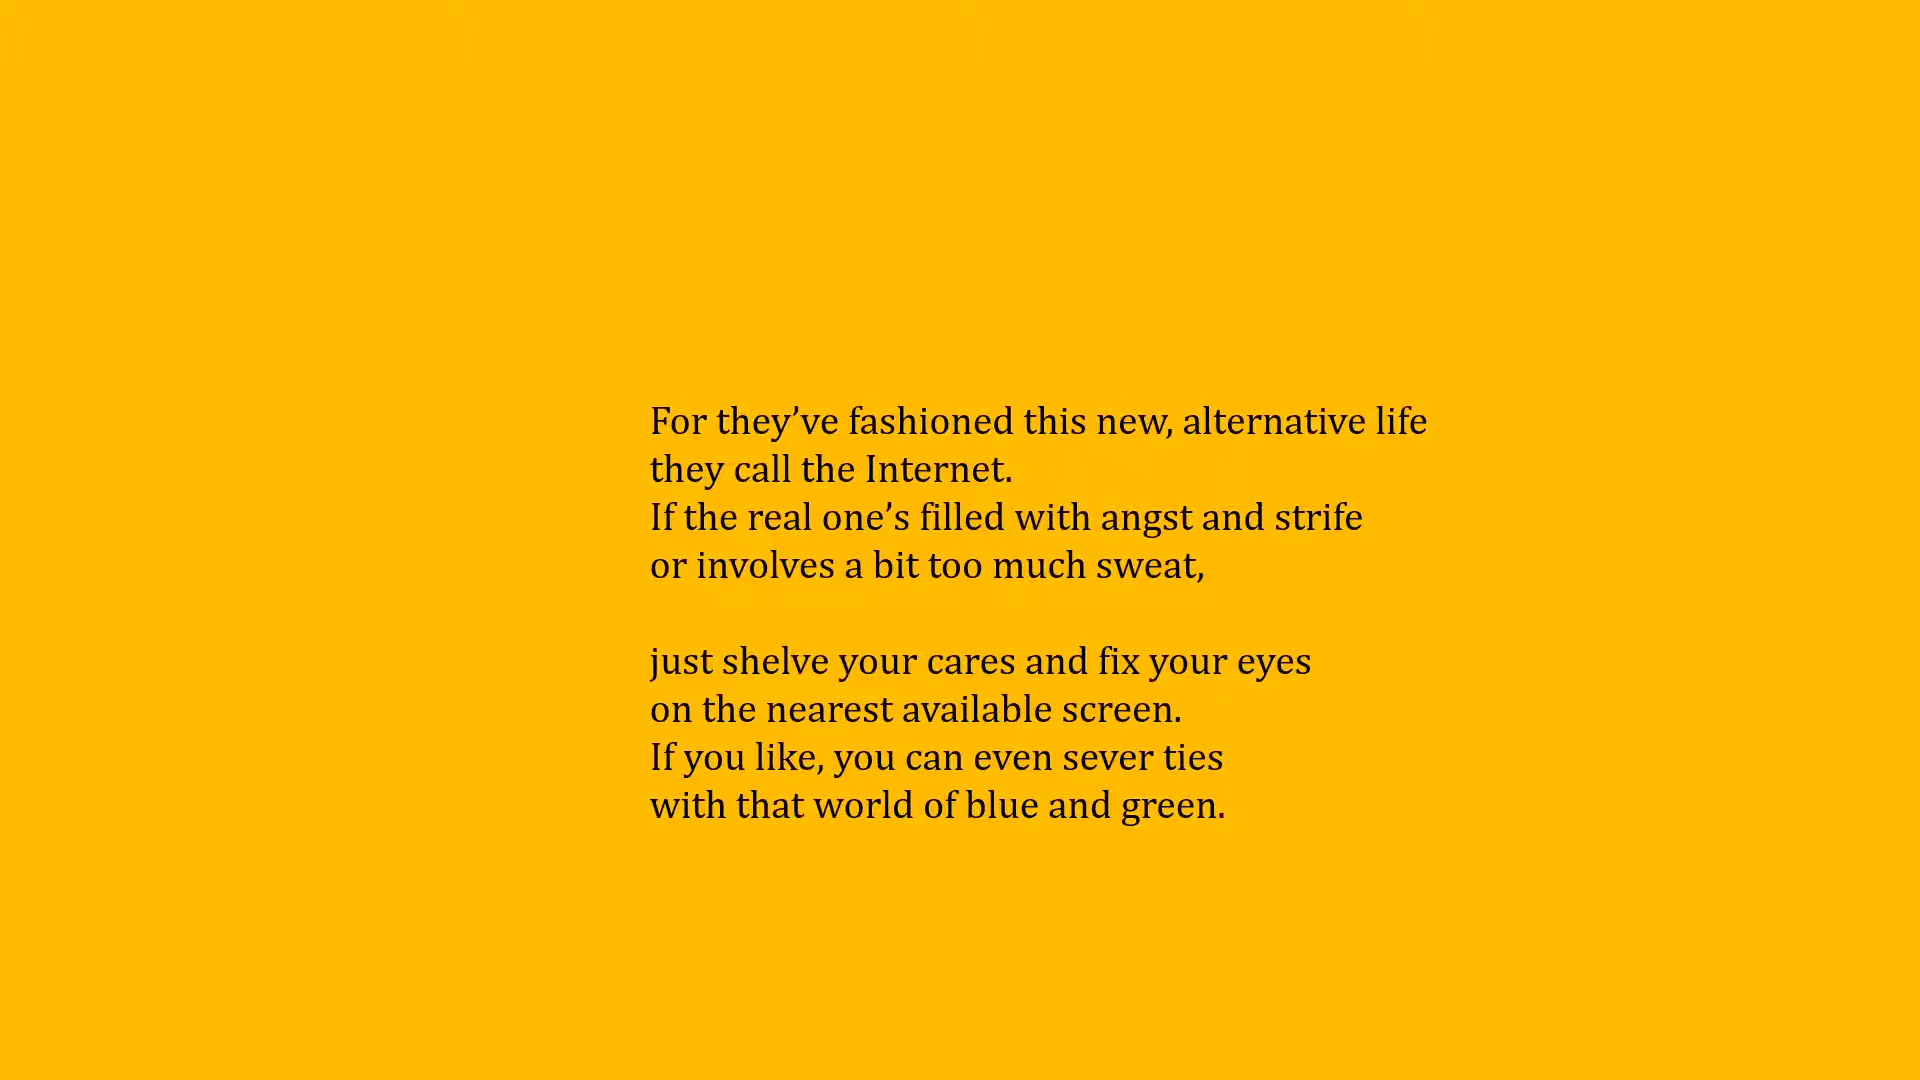 For they’ve fashioned this new, alternative life
they call the Internet.
If the real one’s filled with angst and strife
or involves a bit too much sweat,

just shelve your cares and fix your eyes
on the nearest available screen.
If you like, you can even sever ties
with that world of blue and green.